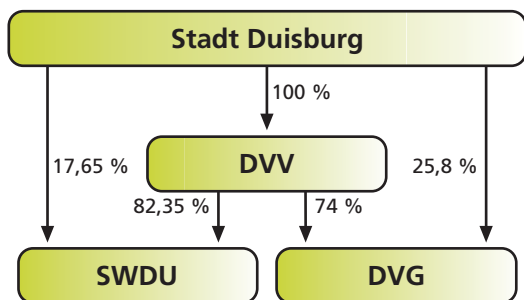 Stadt Duisburg
100 %
17,65 %
DVV
25,8 %
82,35 %
74 %
SWDU
DVG